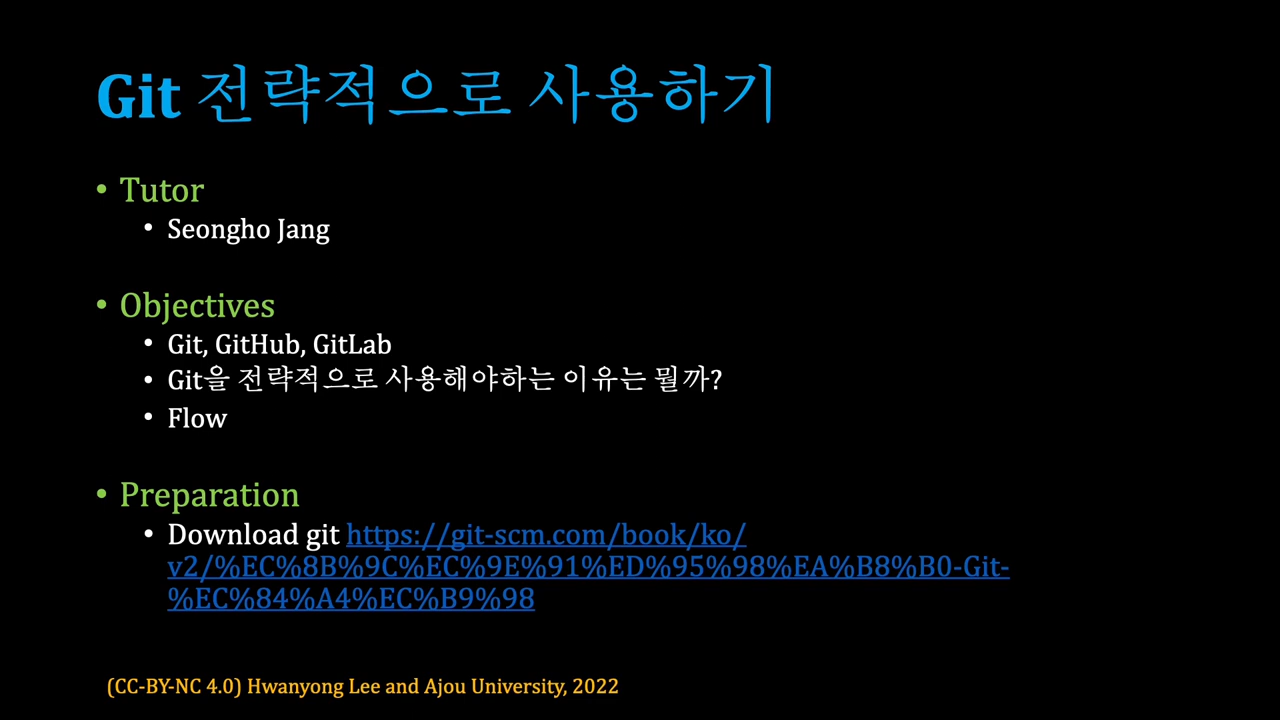 Git 전략적으로 사용하기
• Tutor
• Seongho Jang
• Objectives
• Git, GitHub, GitLab
• Git을 전략적으로 사용해야하는 이유는 뭘까?
• Flow
• Preparation
• Download git https://git-scm.com/book/ko/
v2/%EC%8B%9C%EC%9E%91%ED%95%98%EA%B8%B0-Git-
%EC%84%A4%EC%B9%98
(CC-BY-NC 4.0) Hwanyong Lee and Ajou University, 2022